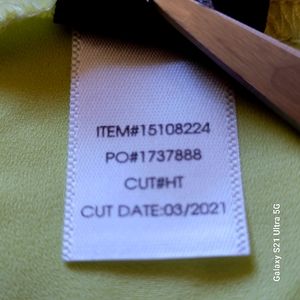 ITEM#15108224
PO#1737888
CUT#HT
CUT DATE:03/2021
Galaxy S21 Ultra 5G